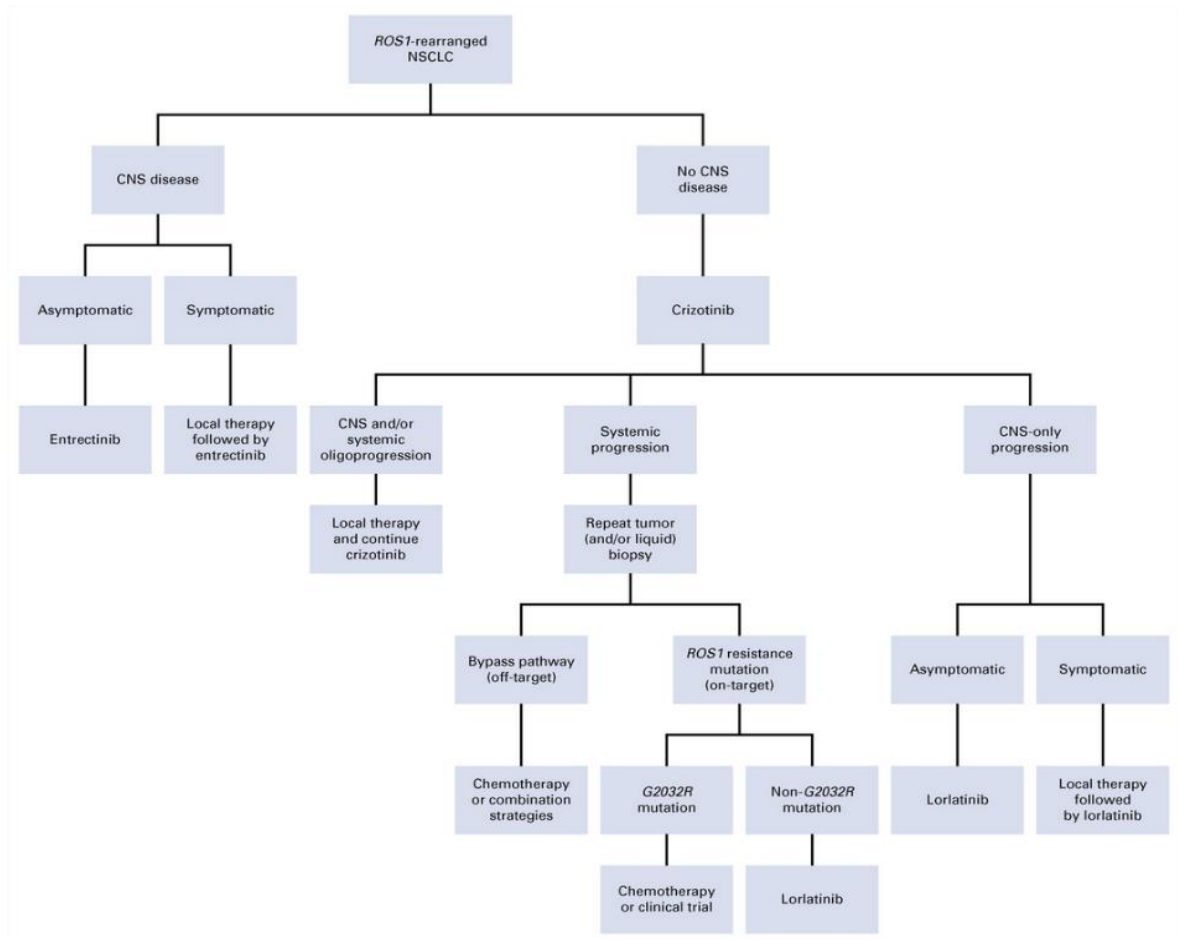 ROS1-rearranged
NSCLC
CNS disease
No CNS
disease
Asymptomatic
Symptomatic
Crizotinib
Entrectinib
Local therapy
followed by
entrectinib
CNS and/or
systemic
oligoprogression
Systemic
progression
CNS-only
progression
Local therapy
and continue
crizotinib
Repeat tumor
(and/or liquid)
biopsy
Bypass pathway
(off-target)
ROS1 resistance
mutation
(on-target)
Asymptomatic
Symptomatic
Chemotherapy
or combination
strategies
G2032R
mutation
Non-G2032R
mutation
Lorlatinib
Local therapy
followed
by lorlatinib
Chemotherapy
or clinical trial
Lorlatinib